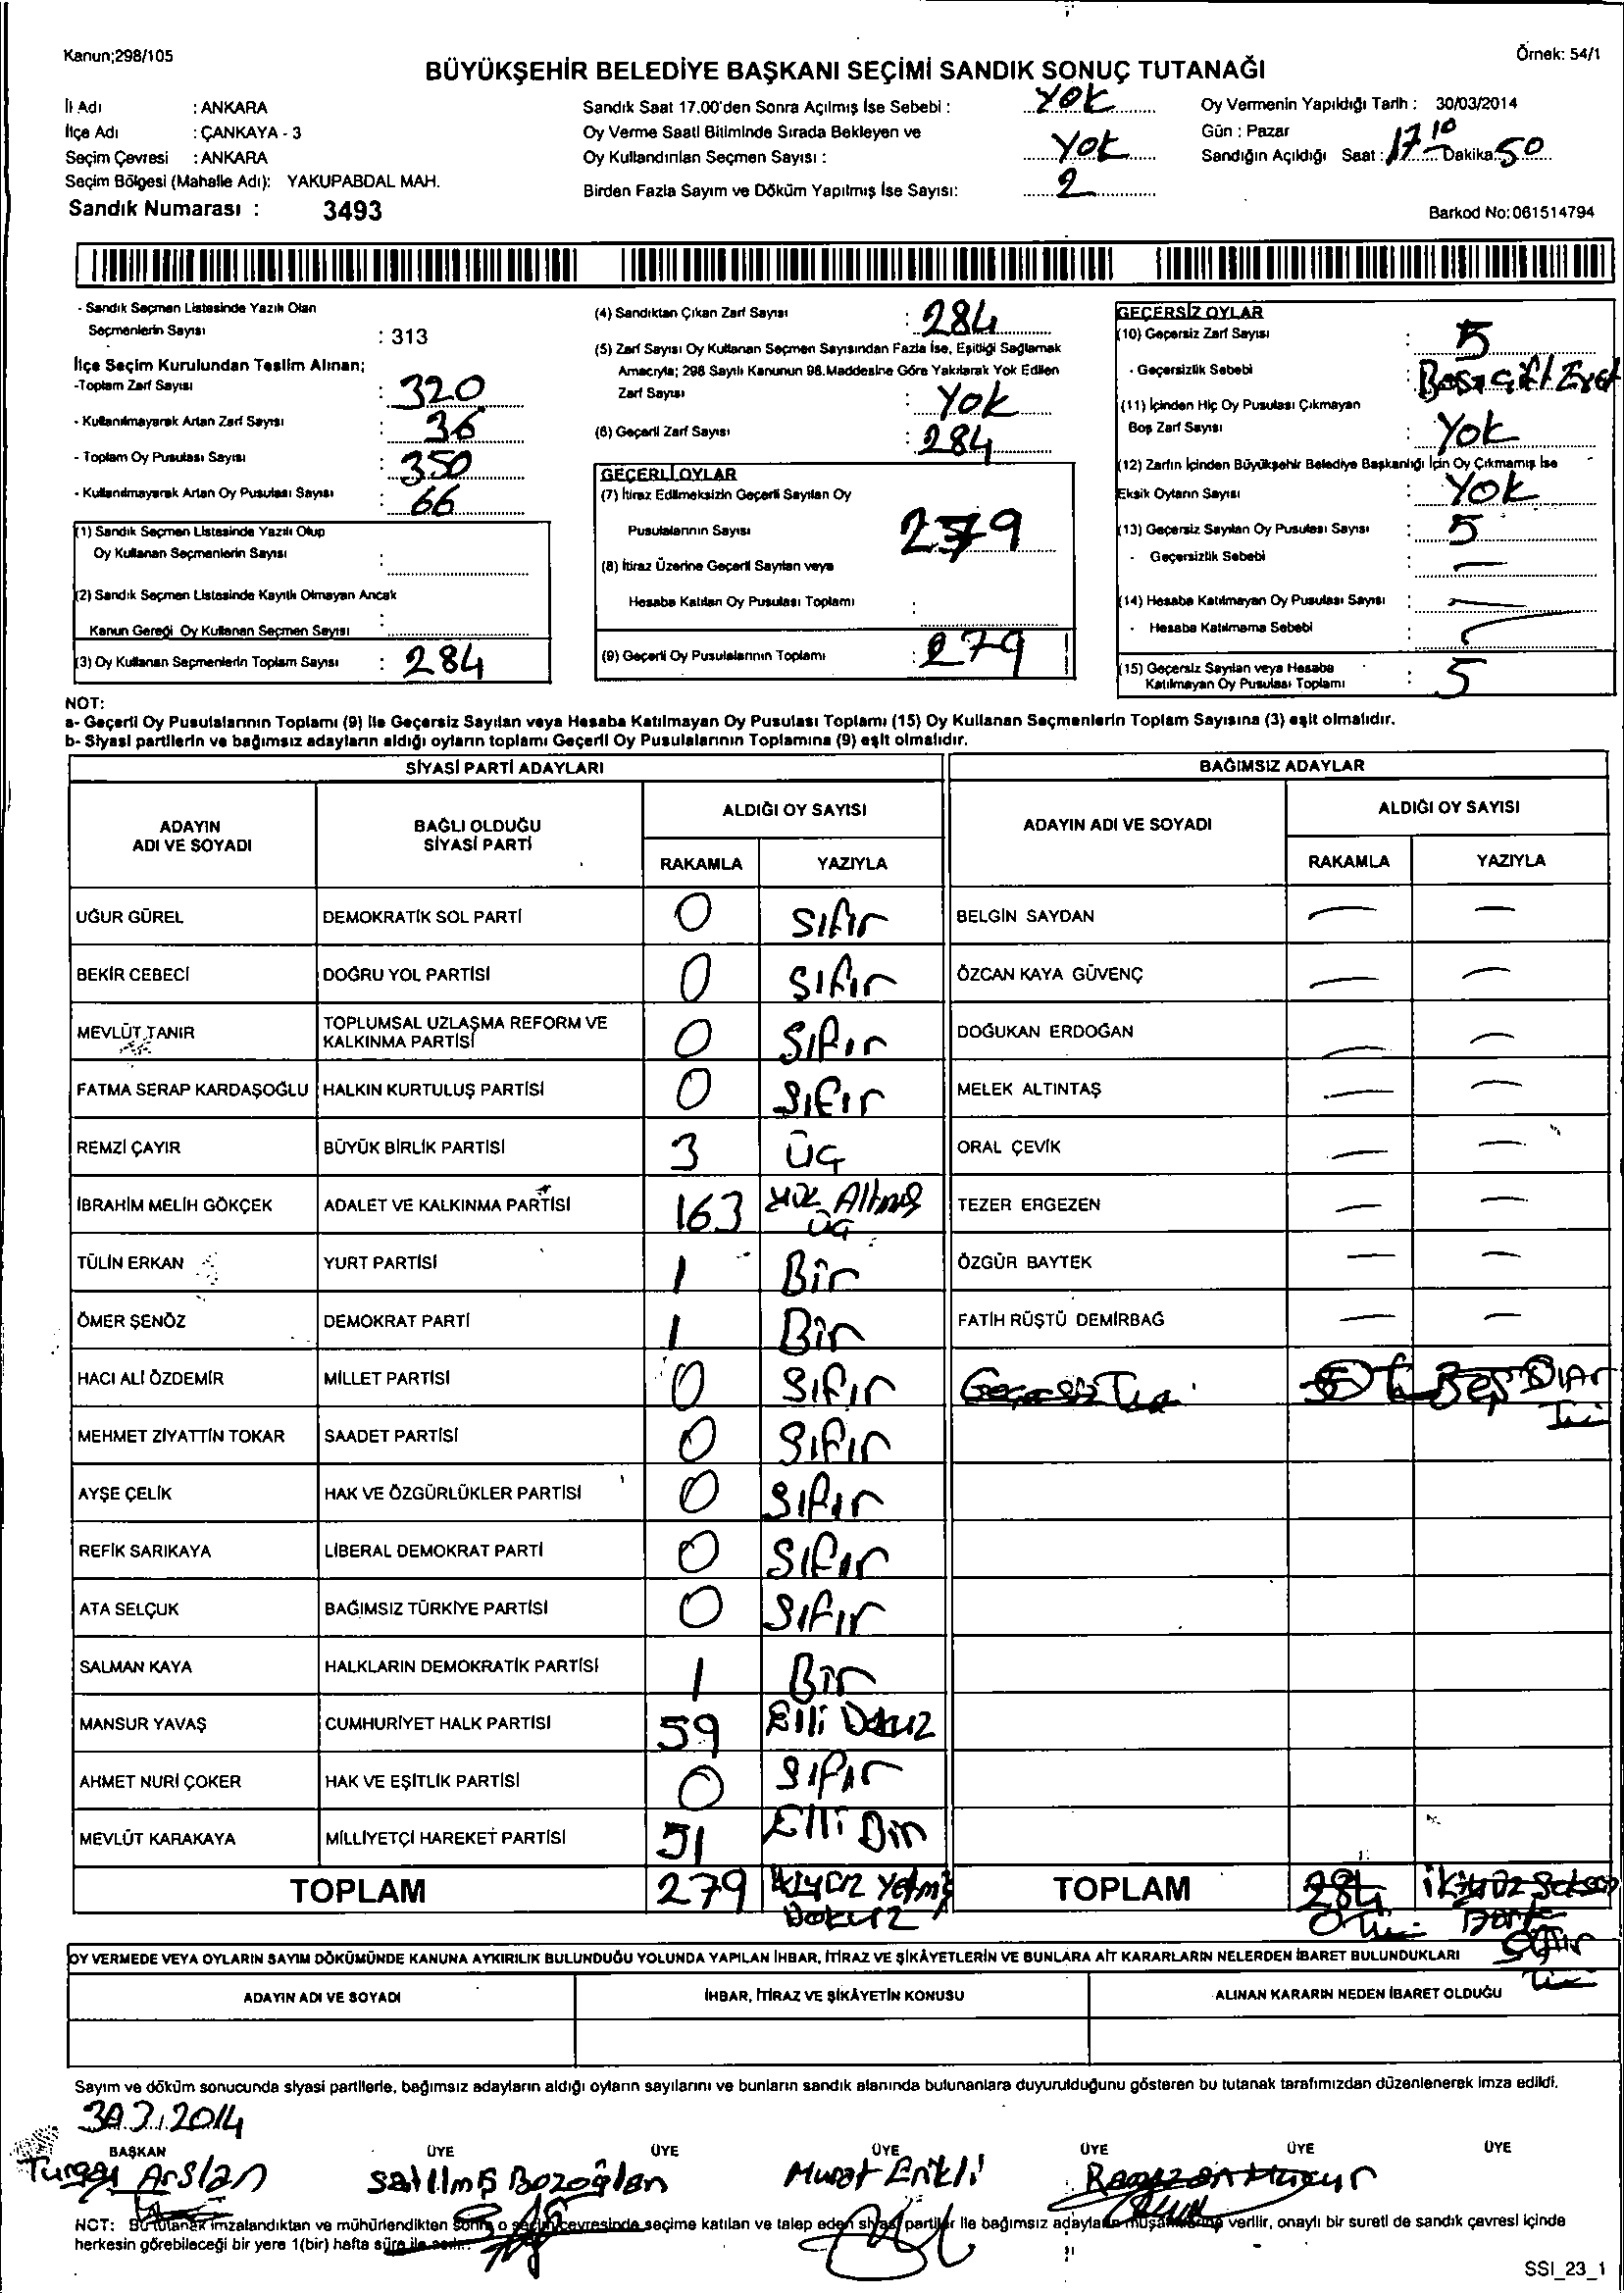 Kanun;298/105
Örnek: 54/1
BÜYÜKŞEHİR BELEDİYE BAŞKANI SEÇİMİ SANDIK SONUÇ TUTANAĞI
İl Adı : ANKARA
İlçe Adı : ÇANKAYA - 3
Seçim Çevresi : ANKARA
Seçim Bölgesi (Mahalle Adı): YAKUPABDAL MAH.
Sandık Numarası : 3493
Sandık Saat 17.00'den Sonra Açılmış İse Sebebi : YOK
Oy Verme Saati Bitiminde Sırada Bekleyen ve
Oy Kullandırılan Seçmen Sayısı : YOK
Birden Fazla Sayım ve Döküm Yapılmış İse Sayısı: 2
Oy Vermenin Yapıldığı Tarih : 30/03/2014
Gün : Pazar
Sandığın Açıldığı Saat : 17 10 Dakika 50
Barkod No: 061514794
- Sandık Seçmen Listesinde Yazılı Olan
Seçmenlerin Sayısı : 313
İlçe Seçim Kurulundan Teslim Alınan;
-Toplam Zarf Sayısı : 320
- Kullanılmayarak Artan Zarf Sayısı : 36
- Toplam Oy Pusulası Sayısı : 350
- Kullanılmayarak Artan Oy Pusulası Sayısı : 66
(1) Sandık Seçmen Listesinde Yazılı Olup
Oy Kullanan Seçmenlerin Sayısı :
(2) Sandık Seçmen Listesinde Kayıtlı Olmayan Ancak
Kanun Gereği Oy Kullanan Seçmen Sayısı :
(3) Oy Kullanan Seçmenlerin Toplam Sayısı : 284
(4) Sandıktan Çıkan Zarf Sayısı : 284
(5) Zarf Sayısı Oy Kullanan Seçmen Sayısından Fazla İse, Eşitliği Sağlamak
Amacıyla; 298 Sayılı Kanunun 98.Maddesine Göre Yakılarak Yok Edilen
Zarf Sayısı : Yok
(6) Geçerli Zarf Sayısı : 284
GEÇERLİ OYLAR
(7) İtiraz Edilmeksizin Geçerli Sayılan Oy
Pusulalarının Sayısı 279
(8) İtiraz Üzerine Geçerli Sayılan veya
Hesaba Katılan Oy Pusulası Toplamı :
(9) Geçerli Oy Pusulalarının Toplamı : 279
GEÇERSİZ OYLAR
(10) Geçersiz Zarf Sayısı : 5
- Geçersizlik Sebebi :
(11) İçinden Hiç Oy Pusulası Çıkmayan
Boş Zarf Sayısı : Yok
(12) Zarfın İçinden Büyükşehir Belediye Başkanlığı İçin Oy Çıkmamış İse
Eksik Oyların Sayısı : YOK
(13) Geçersiz Sayılan Oy Pusulası Sayısı : 5
- Geçersizlik Sebebi : —
(14) Hesaba Katılmayan Oy Pusulası Sayısı : —
- Hesaba Katılmama Sebebi :
(15) Geçersiz Sayılan veya Hesaba
Katılmayan Oy Pusulası Toplamı : 5
NOT:
a- Geçerli Oy Pusulalarının Toplamı (9) ile Geçersiz Sayılan veya Hesaba Katılmayan Oy Pusulası Toplamı (15) Oy Kullanan Seçmenlerin Toplam Sayısına (3) eşit olmalıdır.
b- Siyasi partilerin ve bağımsız adayların aldığı oyların toplamı Geçerli Oy Pusulalarının Toplamına (9) eşit olmalıdır.
SİYASİ PARTİ ADAYLARI BAĞIMSIZ ADAYLAR
ADAYIN ADI VE SOYADI BAĞLI OLDUĞU SİYASİ PARTİ ALDIĞI OY SAYISI ADAYIN ADI VE SOYADI ALDIĞI OY SAYISI
RAKAMLA YAZIYLA RAKAMLA YAZIYLA
UĞUR GÜREL DEMOKRATİK SOL PARTİ 0 Sıfır BELGİN SAYDAN — —
BEKİR CEBECİ DOĞRU YOL PARTİSİ 0 Sıfır ÖZCAN KAYA GÜVENÇ — —
MEVLÜT TANIR TOPLUMSAL UZLAŞMA REFORM VE KALKINMA PARTİSİ 0 Sıfır DOĞUKAN ERDOĞAN — —
FATMA SERAP KARDAŞOĞLU HALKIN KURTULUŞ PARTİSİ 0 Sıfır MELEK ALTINTAŞ — —
REMZİ ÇAYIR BÜYÜK BİRLİK PARTİSİ 3 ÜÇ ORAL ÇEVİK — —
İBRAHİM MELİH GÖKÇEK ADALET VE KALKINMA PARTİSİ 163 YÜZ Altmış ÜÇ TEZER ERGEZEN — —
TÜLİN ERKAN YURT PARTİSİ 1 Bir ÖZGÜR BAYTEK — —
ÖMER ŞENÖZ DEMOKRAT PARTİ 1 Bir FATİH RÜŞTÜ DEMİRBAĞ — —
HACI ALİ ÖZDEMİR MİLLET PARTİSİ 0 Sıfır
MEHMET ZİYATTİN TOKAR SAADET PARTİSİ 0 Sıfır
AYŞE ÇELİK HAK VE ÖZGÜRLÜKLER PARTİSİ 0 Sıfır
REFİK SARIKAYA LİBERAL DEMOKRAT PARTİ 0 Sıfır
ATA SELÇUK BAĞIMSIZ TÜRKİYE PARTİSİ 0 Sıfır
SALMAN KAYA HALKLARIN DEMOKRATİK PARTİSİ 1 Bir
MANSUR YAVAŞ CUMHURİYET HALK PARTİSİ 59 Elli Dokuz
AHMET NURİ ÇOKER HAK VE EŞİTLİK PARTİSİ 0 Sıfır
MEVLÜT KARAKAYA MİLLİYETÇİ HAREKET PARTİSİ 51 Elli Bir
TOPLAM 279 İkiyüz Yetmiş Dokuz TOPLAM 284
OY VERMEDE VEYA OYLARIN SAYIM DÖKÜMÜNDE KANUNA AYKIRILIK BULUNDUĞU YOLUNDA YAPILAN İHBAR, İTİRAZ VE ŞİKÂYETLERİN VE BUNLARA AİT KARARLARIN NELERDEN İBARET BULUNDUKLARI
ADAYIN ADI VE SOYADI İHBAR, İTİRAZ VE ŞİKÂYETİN KONUSU ALINAN KARARIN NEDEN İBARET OLDUĞU
Sayım ve döküm sonucunda siyasi partilerle, bağımsız adayların aldığı oyların sayılarını ve bunların sandık alanında bulunanlara duyurulduğunu gösteren bu tutanak tarafımızdan düzenlenerek imza edildi.
30.3.2014
BAŞKAN ÜYE ÜYE ÜYE ÜYE ÜYE ÜYE
Turgay Arslan Satılmış Bozoğlan Murat Erikli
NOT: Bu tutanak imzalandıktan ve mühürlendikten sonra o seçim çevresinde seçime katılan ve talep eden siyasi partiler ile bağımsız adayların müşahitlerine verilir, onaylı bir sureti de sandık çevresi içinde
herkesin görebileceği bir yere 1(bir) hafta süre ile asılır.
SSI_23_1